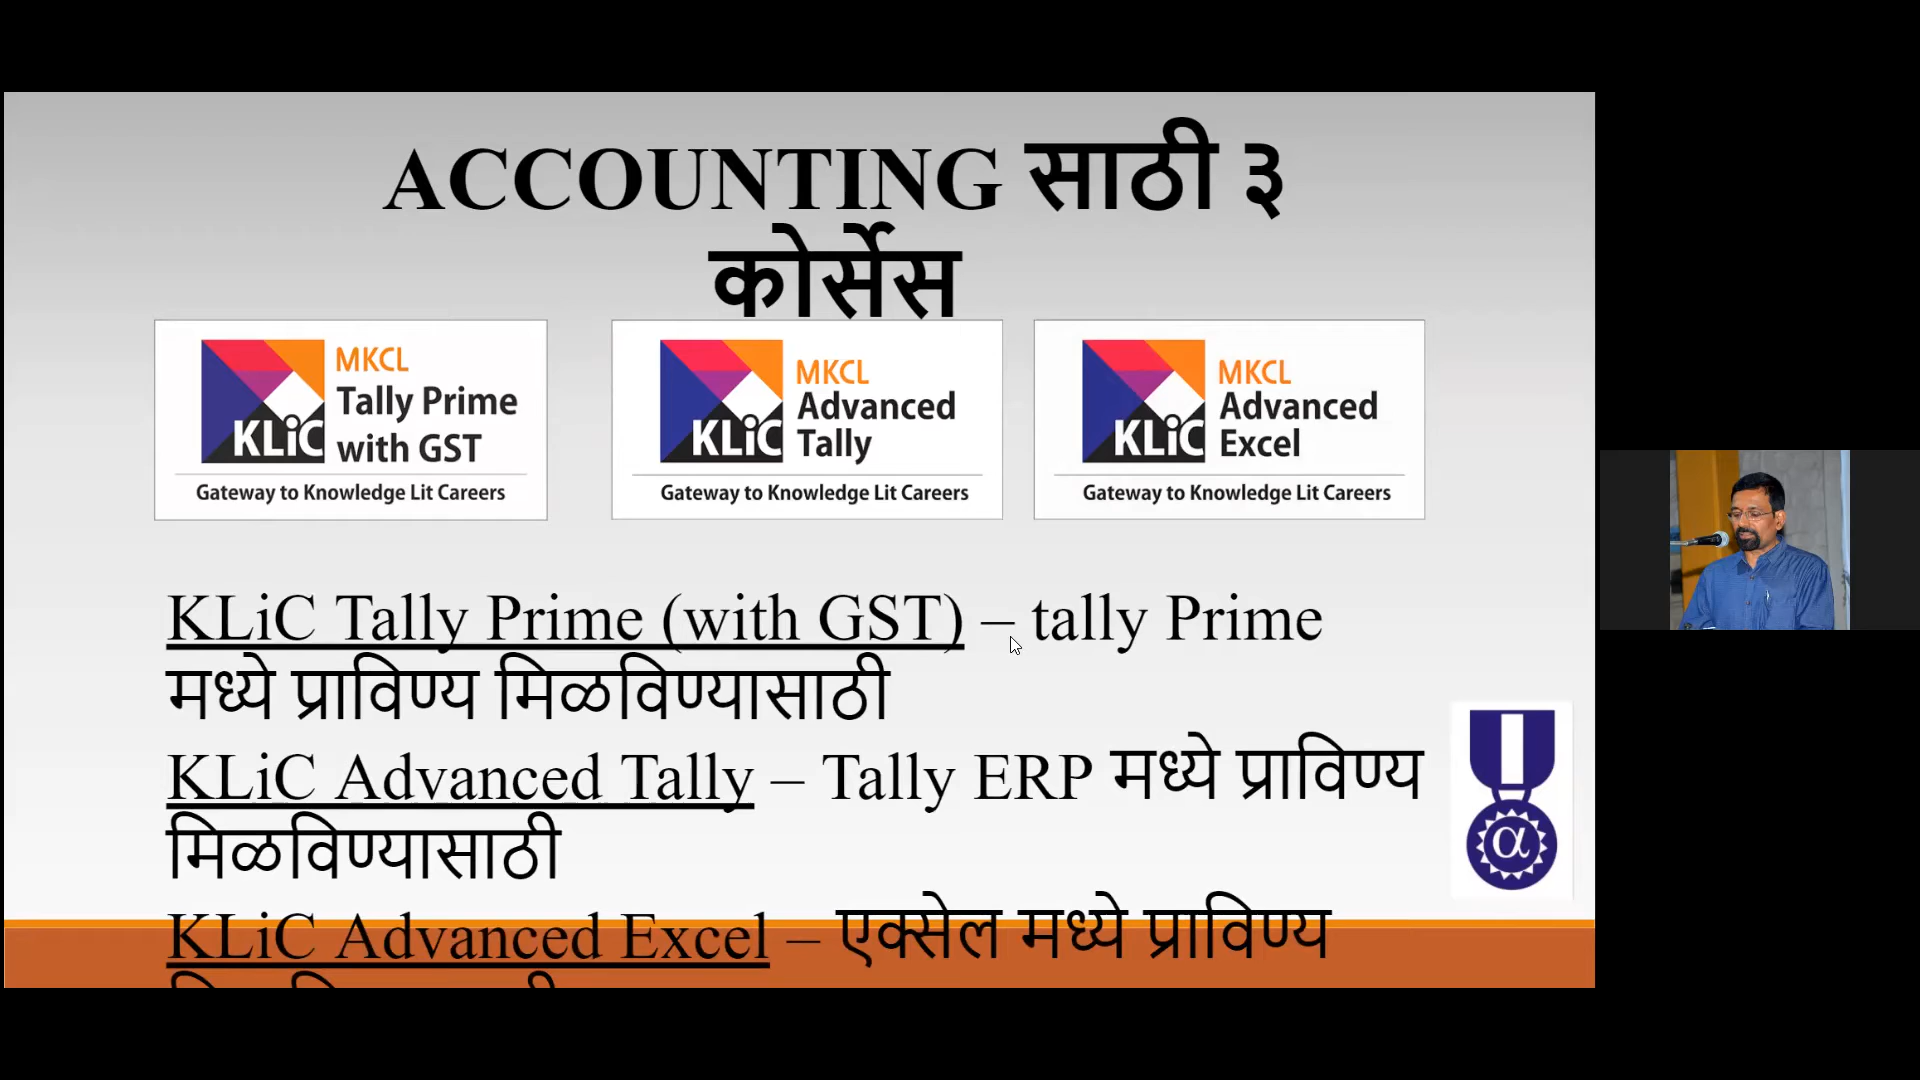 ACCOUNTING साठी ३
कोर्सेस
MKCL
Tally Prime
with GST
KLiC
Gateway to Knowledge Lit Careers
MKCL
Advanced
Tally
KLiC
Gateway to Knowledge Lit Careers
MKCL
Advanced
Excel
KLiC
Gateway to Knowledge Lit Careers
KLiC Tally Prime (with GST) – tally Prime
मध्ये प्राविण्य मिळविण्यासाठी
KLiC Advanced Tally – Tally ERP मध्ये प्राविण्य
मिळविण्यासाठी
α
KLiC Advanced Excel – एक्सेल मध्ये प्राविण्य